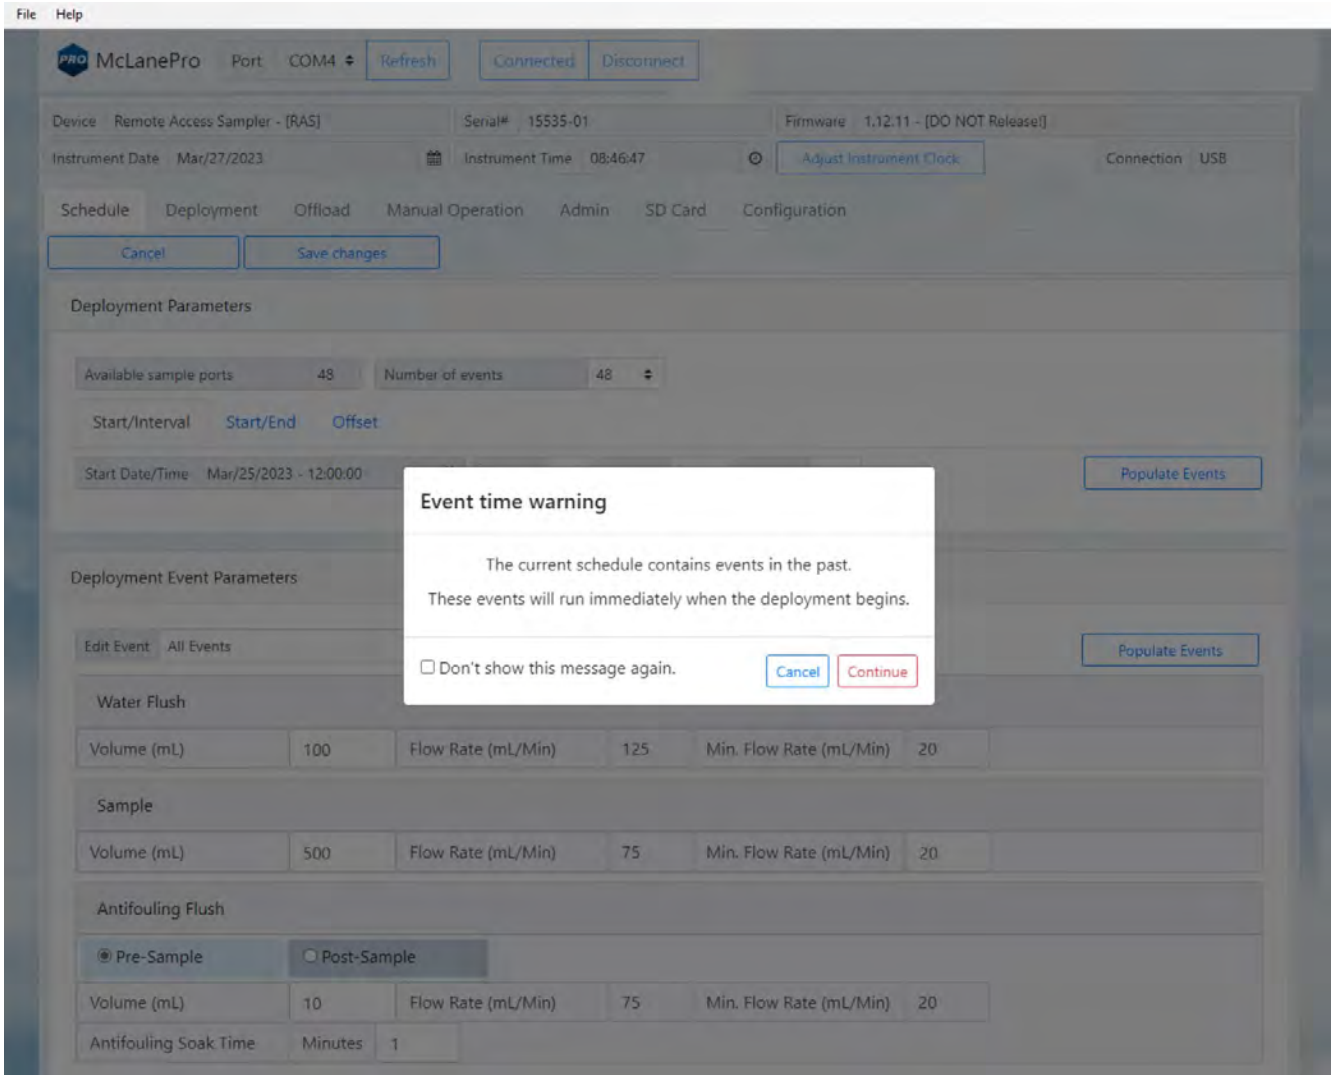 File Help
PRO McLanePro Port COM4 Refresh Connected Disconnect
Device Remote Access Sampler - [RAS] Serial# 15535-01 Firmware 1.12.11 - [DO NOT Release!]
Instrument Date Mar/27/2023 Instrument Time 08:46:47 Adjust Instrument Clock Connection USB
Schedule Deployment Offload Manual Operation Admin SD Card Configuration
Cancel Save changes
Deployment Parameters
Available sample ports 48 Number of events 48
Start/Interval Start/End Offset
Start Date/Time Mar/25/2023 - 12:00:00 Populate Events
Event time warning
The current schedule contains events in the past.
These events will run immediately when the deployment begins.
Don't show this message again. Cancel Continue
Deployment Event Parameters
Edit Event All Events Populate Events
Water Flush
Volume (mL) 100 Flow Rate (mL/Min) 125 Min. Flow Rate (mL/Min) 20
Sample
Volume (mL) 500 Flow Rate (mL/Min) 75 Min. Flow Rate (mL/Min) 20
Antifouling Flush
Pre-Sample Post-Sample
Volume (mL) 10 Flow Rate (mL/Min) 75 Min. Flow Rate (mL/Min) 20
Antifouling Soak Time Minutes 1